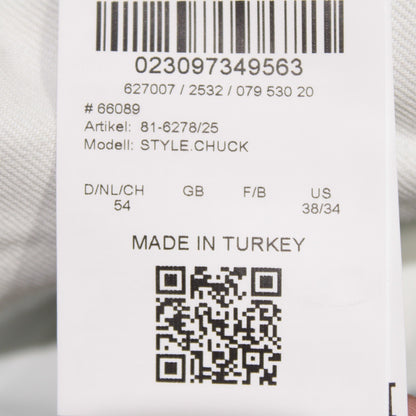 023097349563
627007 / 2532 / 079 530 20
# 66089
Artikel: 81-6278/25
Modell: STYLE.CHUCK
D/NL/CH GB F/B US
54 38/34
MADE IN TURKEY